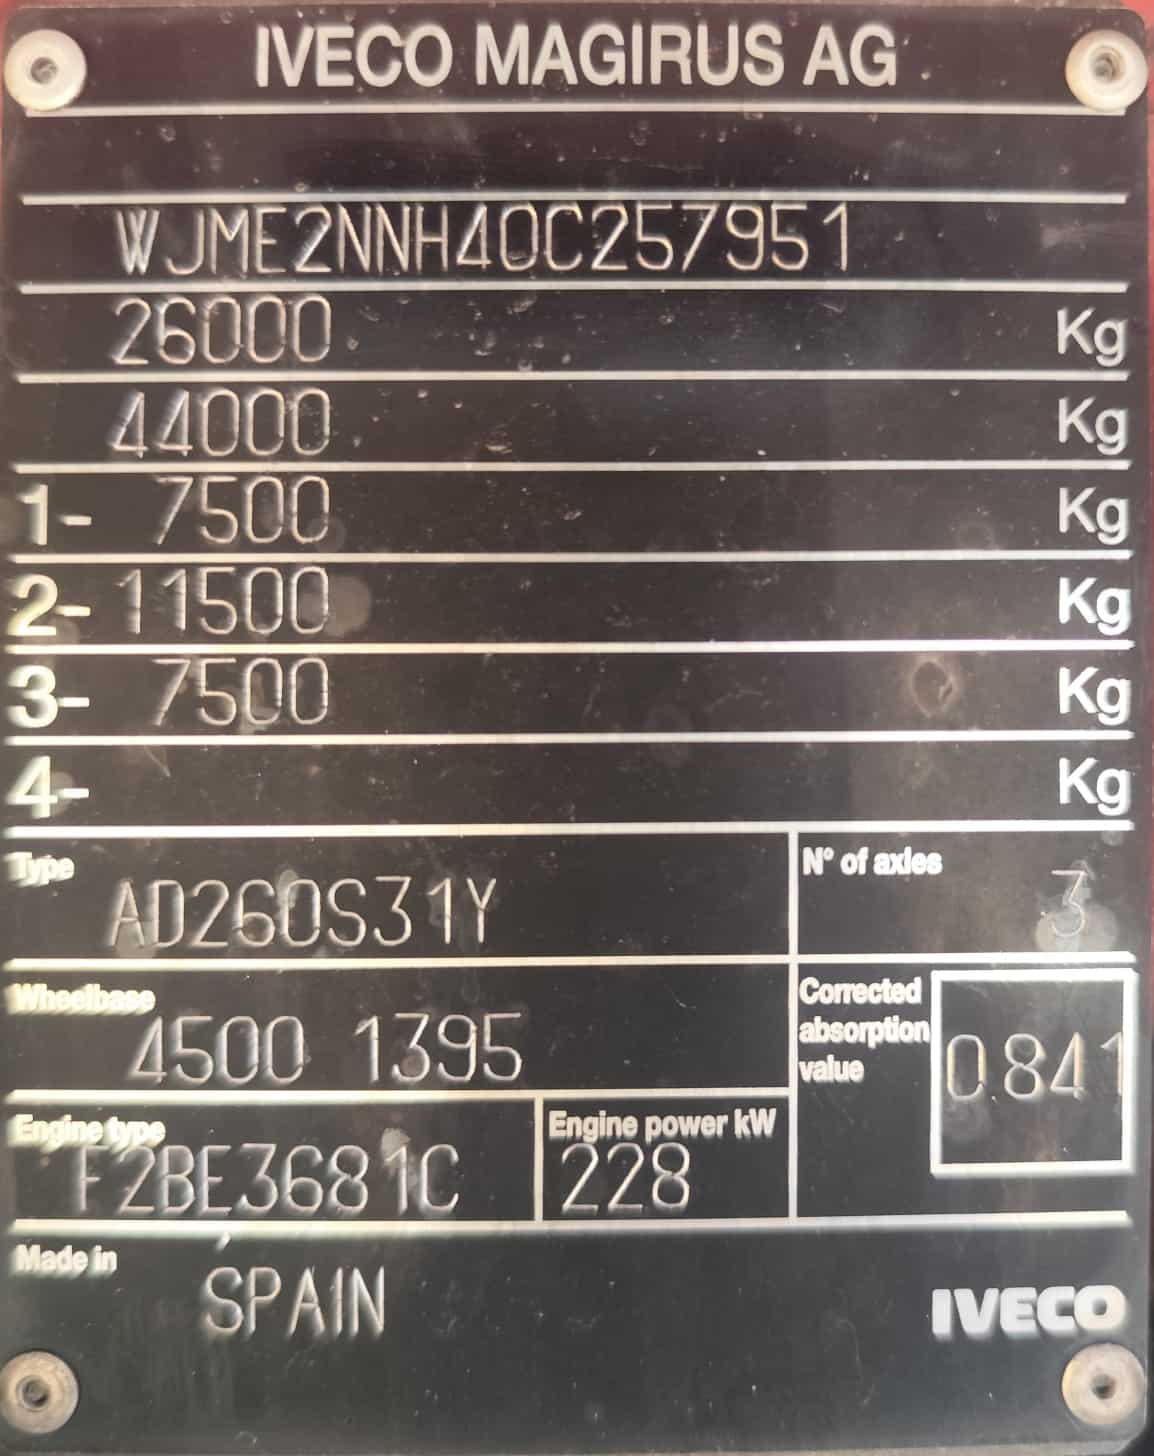 IVECO MAGIRUS AG
WJME2NNH40C257951
26000 Kg
44000 Kg
1- 7500 Kg
2- 11500 Kg
3- 7500 Kg
4- Kg
Type
AD260S31Y
N° of axles
3
Wheelbase
4500 1395
Corrected
absorption
value
0.841
Engine type
F2BE3681C
Engine power kW
228
Made in
SPAIN
IVECO